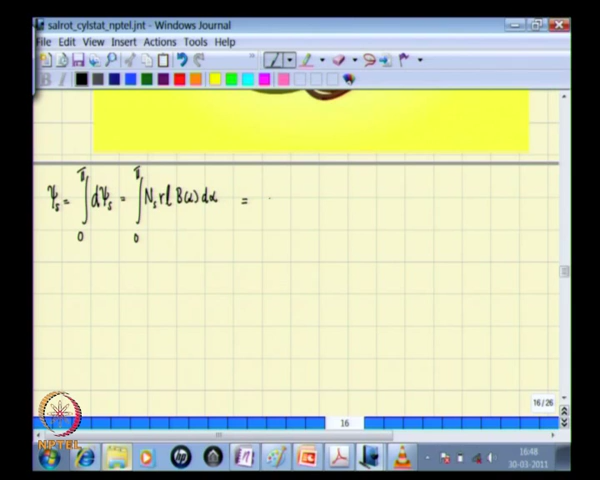 salrot_cylstat_nptel.jnt - Windows Journal
File Edit View Insert Actions Tools Help
B I
ψₛ = ∫₀^π dψₛ = ∫₀^π Nₛ r l B(α) dα =
16/26
16
NPTEL
16:48
30-03-2011